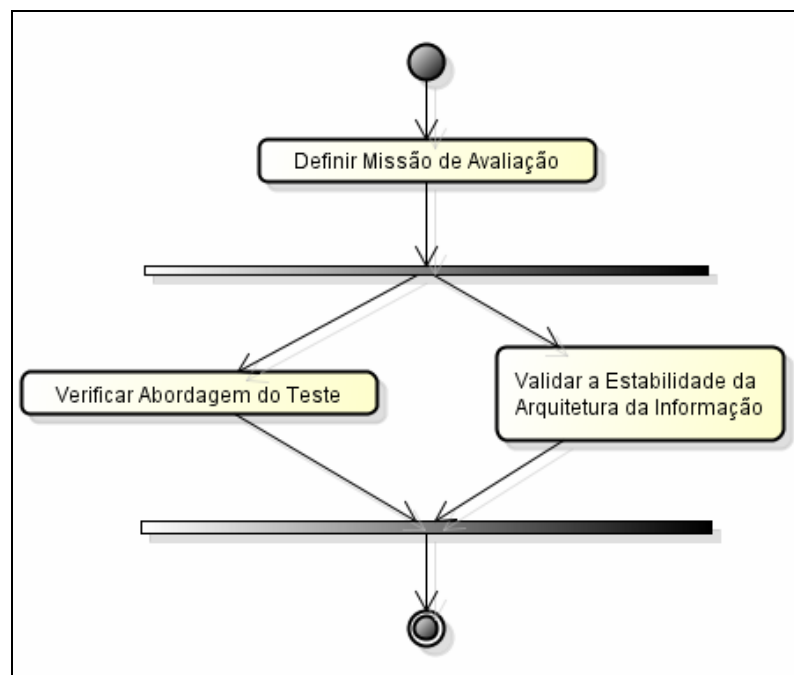 Definir Missão de Avaliação
Verificar Abordagem do Teste
Validar a Estabilidade da
Arquitetura da Informação